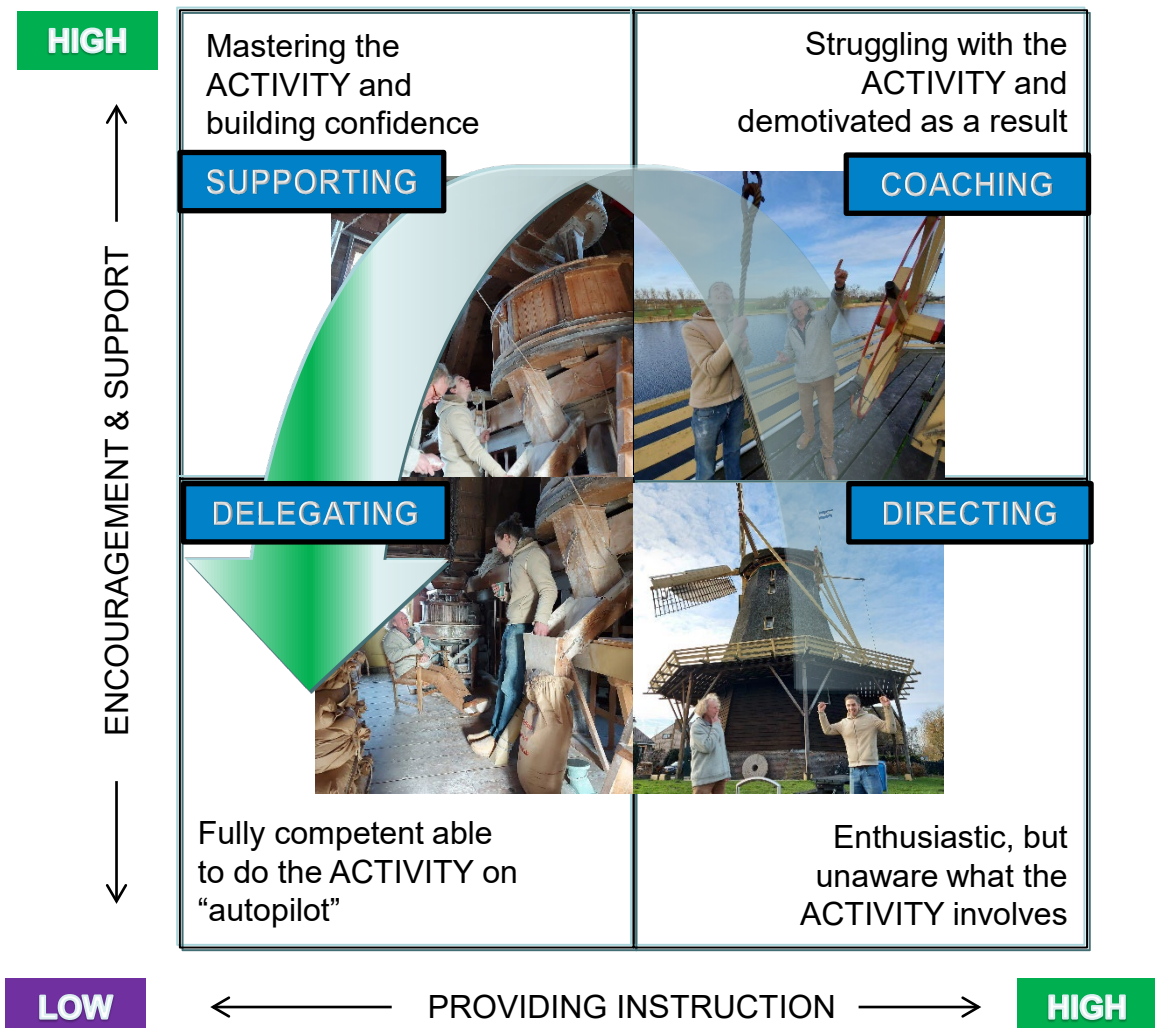 HIGH
Mastering the
ACTIVITY and
building confidence
Struggling with the
ACTIVITY and
demotivated as a result
SUPPORTING
COACHING
ENCOURAGEMENT & SUPPORT
DELEGATING
DIRECTING
Fully competent able
to do the ACTIVITY on
“autopilot”
Enthusiastic, but
unaware what the
ACTIVITY involves
LOW
PROVIDING INSTRUCTION
HIGH